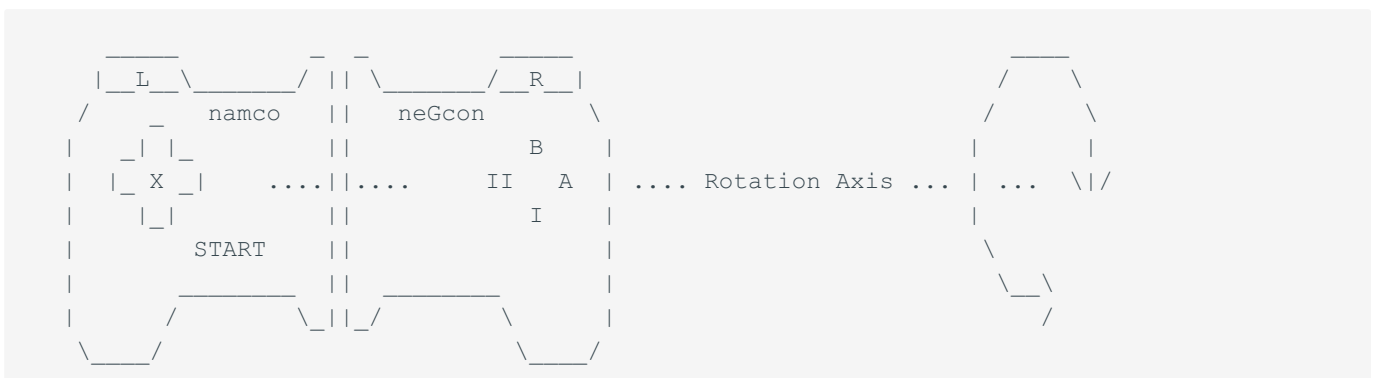 L R
namco neGcon
B
X .... .... II A .... Rotation Axis ... ...
I
START